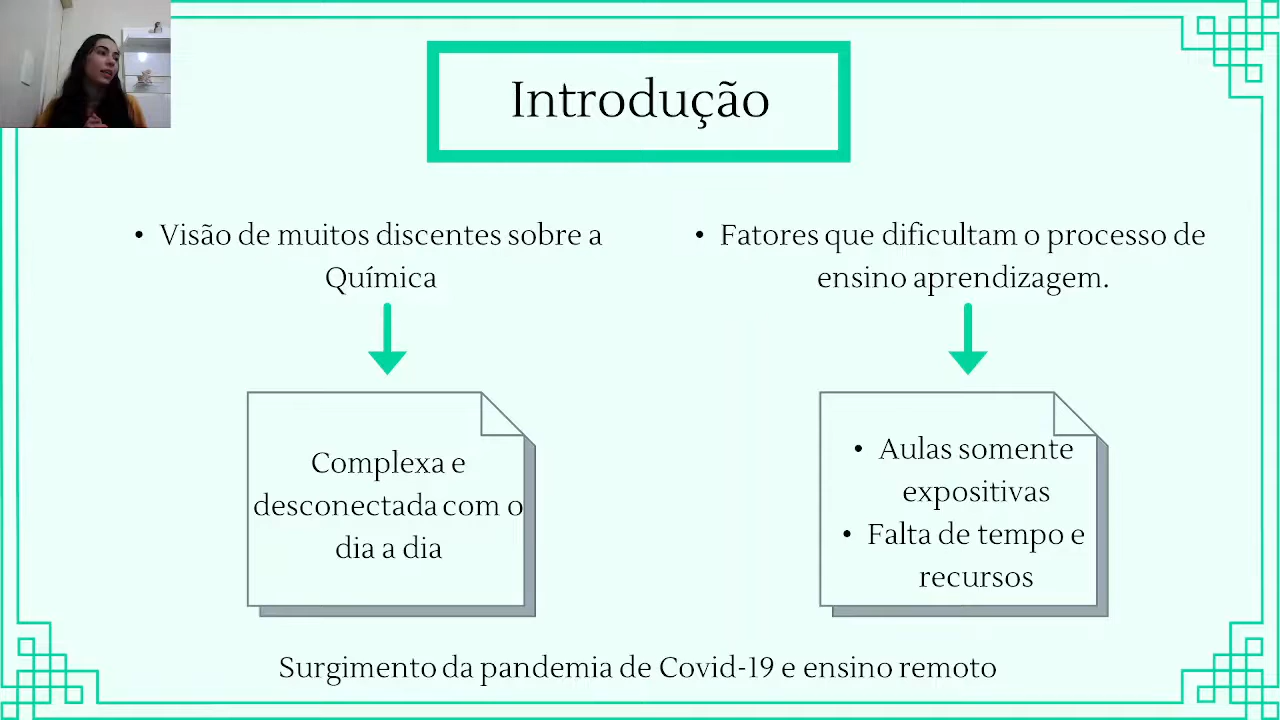 Introdução
• Visão de muitos discentes sobre a
Química
• Fatores que dificultam o processo de
ensino aprendizagem.
Complexa e
desconectada com o
dia a dia
• Aulas somente
expositivas
• Falta de tempo e
recursos
Surgimento da pandemia de Covid-19 e ensino remoto